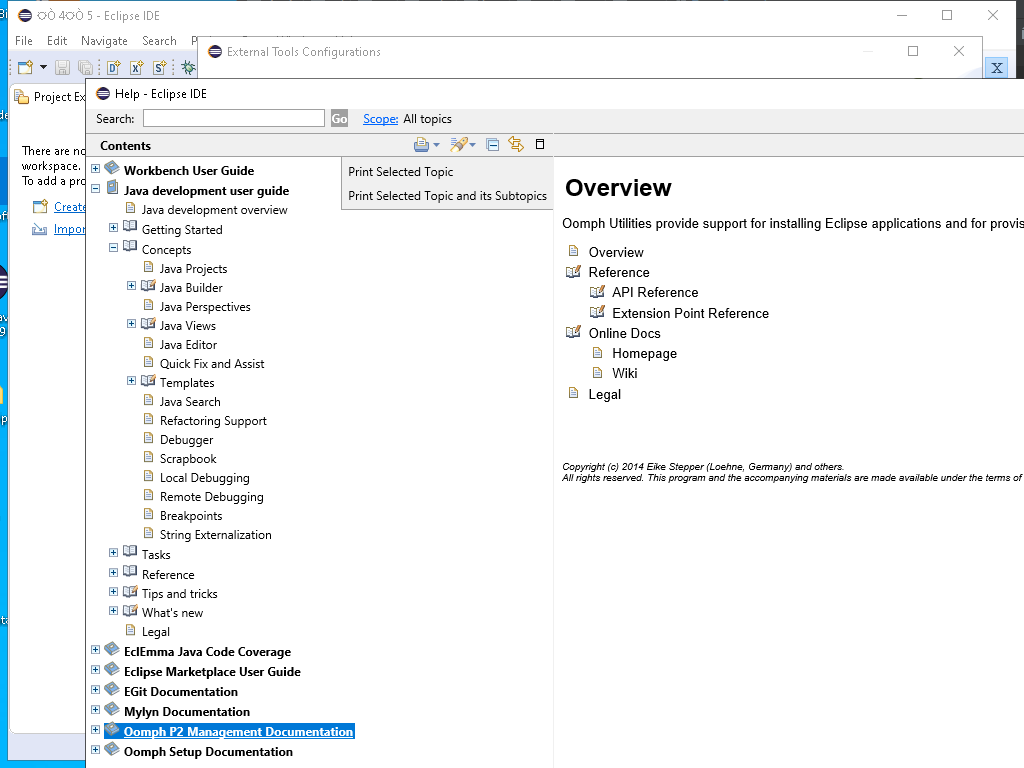 4 5 - Eclipse IDE
File Edit Navigate Search
External Tools Configurations
X
Project Ex
There are no
workspace.
To add a pro
Create
Impor
Help - Eclipse IDE
Search: Go Scope: All topics
Contents
Print Selected Topic
Print Selected Topic and its Subtopics
Workbench User Guide
Java development user guide
Java development overview
Getting Started
Concepts
Java Projects
Java Builder
Java Perspectives
Java Views
Java Editor
Quick Fix and Assist
Templates
Java Search
Refactoring Support
Debugger
Scrapbook
Local Debugging
Remote Debugging
Breakpoints
String Externalization
Tasks
Reference
Tips and tricks
What's new
Legal
EclEmma Java Code Coverage
Eclipse Marketplace User Guide
EGit Documentation
Mylyn Documentation
Oomph P2 Management Documentation
Oomph Setup Documentation
Overview
Oomph Utilities provide support for installing Eclipse applications and for provis
Overview
Reference
API Reference
Extension Point Reference
Online Docs
Homepage
Wiki
Legal
Copyright (c) 2014 Eike Stepper (Loehne, Germany) and others.
All rights reserved. This program and the accompanying materials are made available under the terms of